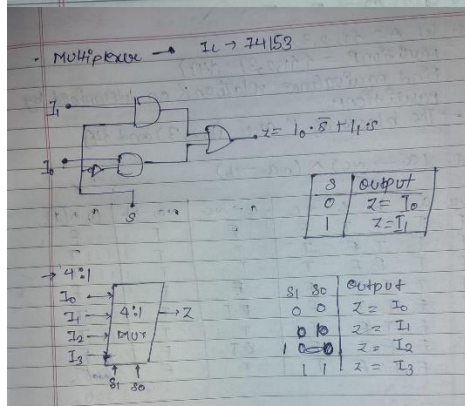 . Multiplexer → IC → 74153
I₁
Z = I₀ · s̅ + I₁ · s
I₀
S
S Output
0 Z = I₀
1 Z = I₁
→ 4:1
I₀
I₁ 4:1 → Z
I₂ MUX
I₃
S1 S0
S1 S0 Output
0 0 Z = I₀
0 1 Z = I₁
1 0 Z = I₂
1 1 Z = I₃